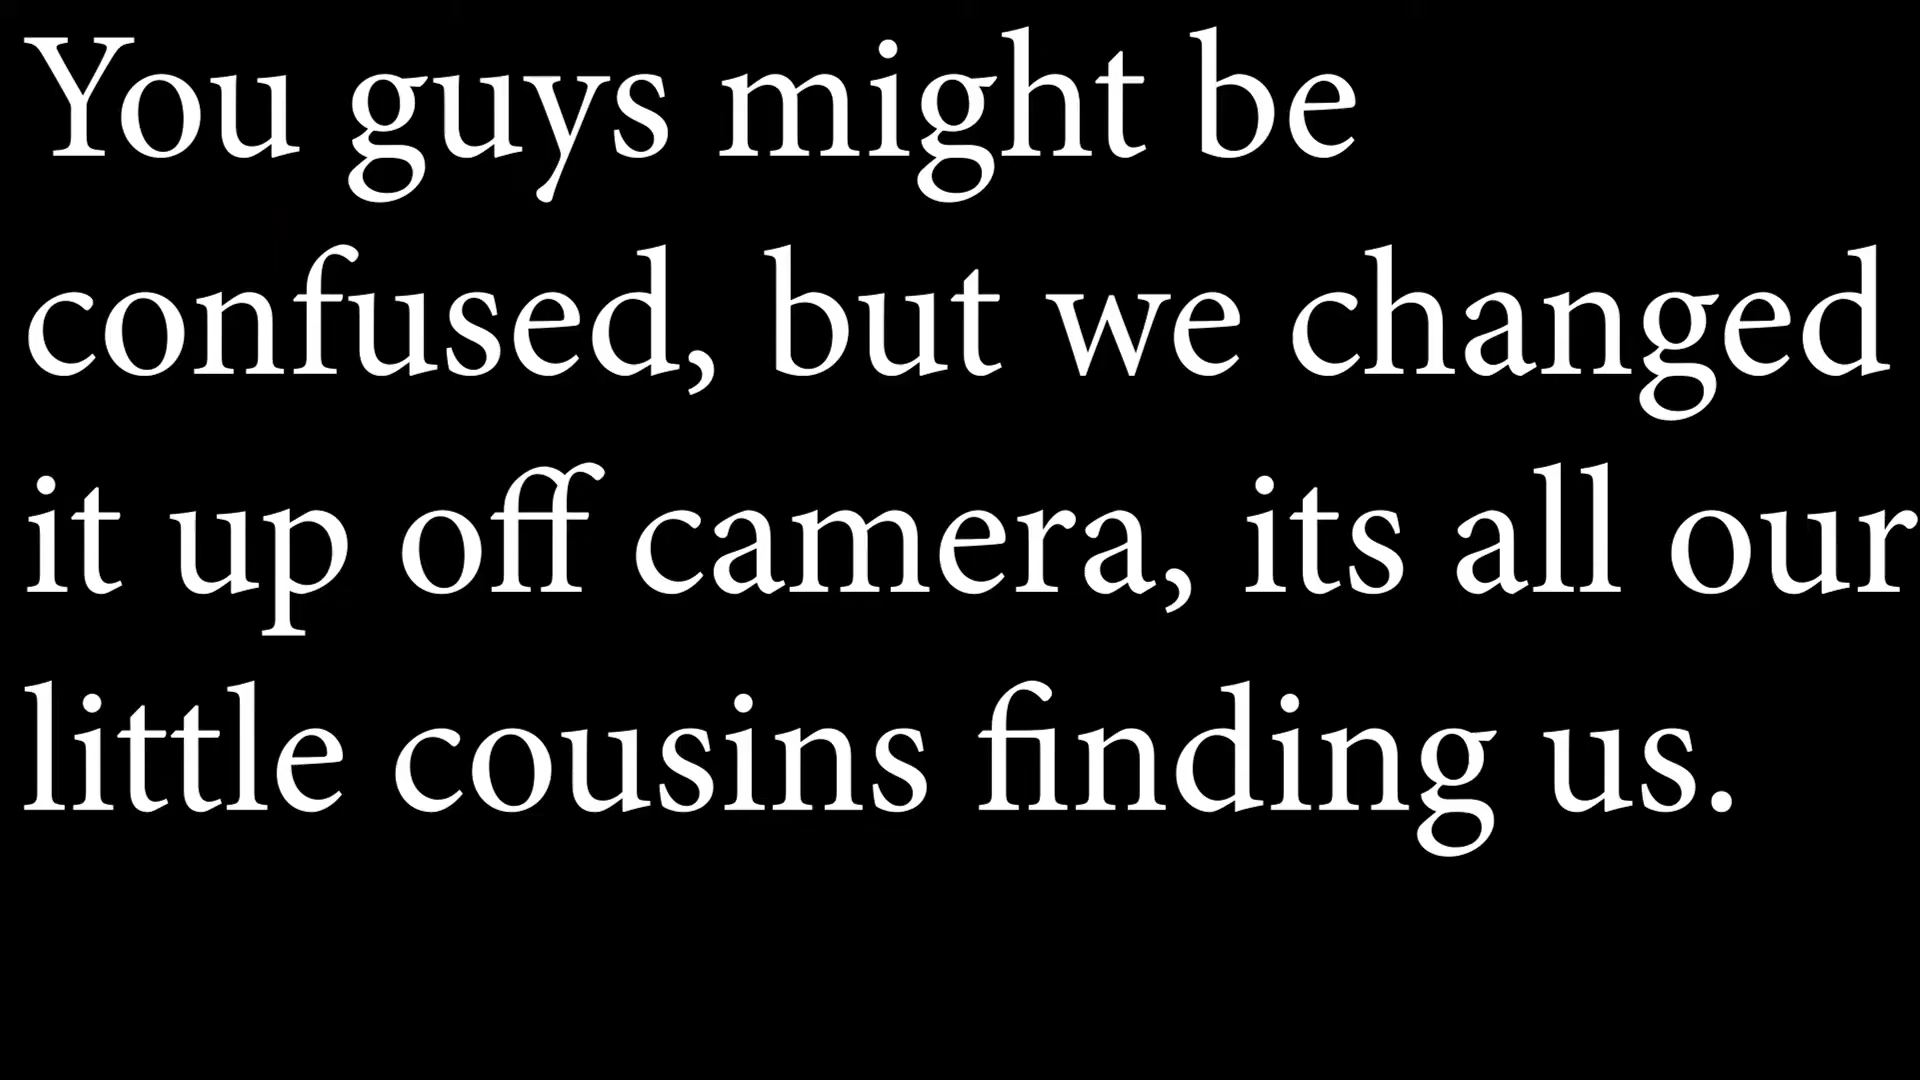 You guys might be
confused, but we changed
it up off camera, its all our
little cousins finding us.